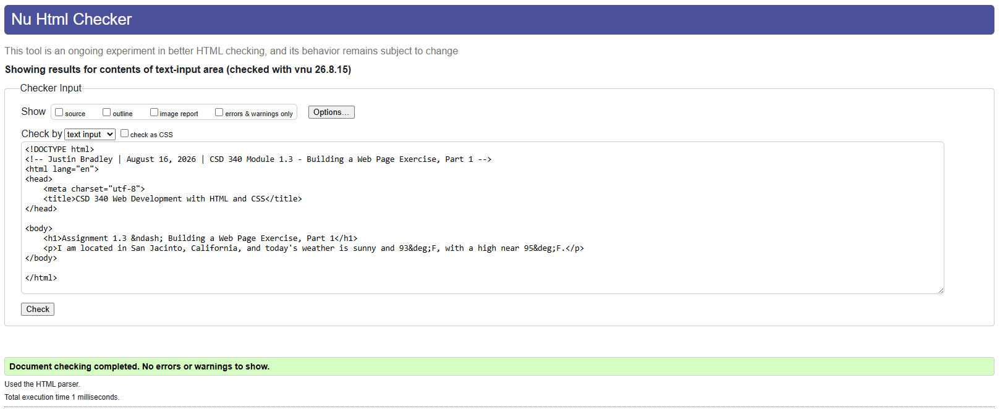 Nu Html Checker
This tool is an ongoing experiment in better HTML checking, and its behavior remains subject to change
Showing results for contents of text-input area (checked with vnu 26.8.15)
Checker Input
Show source outline image report errors & warnings only Options...
Check by text input check as CSS
<!DOCTYPE html>
<!-- Justin Bradley | August 16, 2026 | CSD 340 Module 1.3 - Building a Web Page Exercise, Part 1 -->
<html lang="en">
<head>
    <meta charset="utf-8">
    <title>CSD 340 Web Development with HTML and CSS</title>
</head>

<body>
    <h1>Assignment 1.3 &ndash; Building a Web Page Exercise, Part 1</h1>
    <p>I am located in San Jacinto, California, and today's weather is sunny and 93&deg;F, with a high near 95&deg;F.</p>
</body>

</html>
Check
Document checking completed. No errors or warnings to show.
Used the HTML parser.
Total execution time 1 milliseconds.